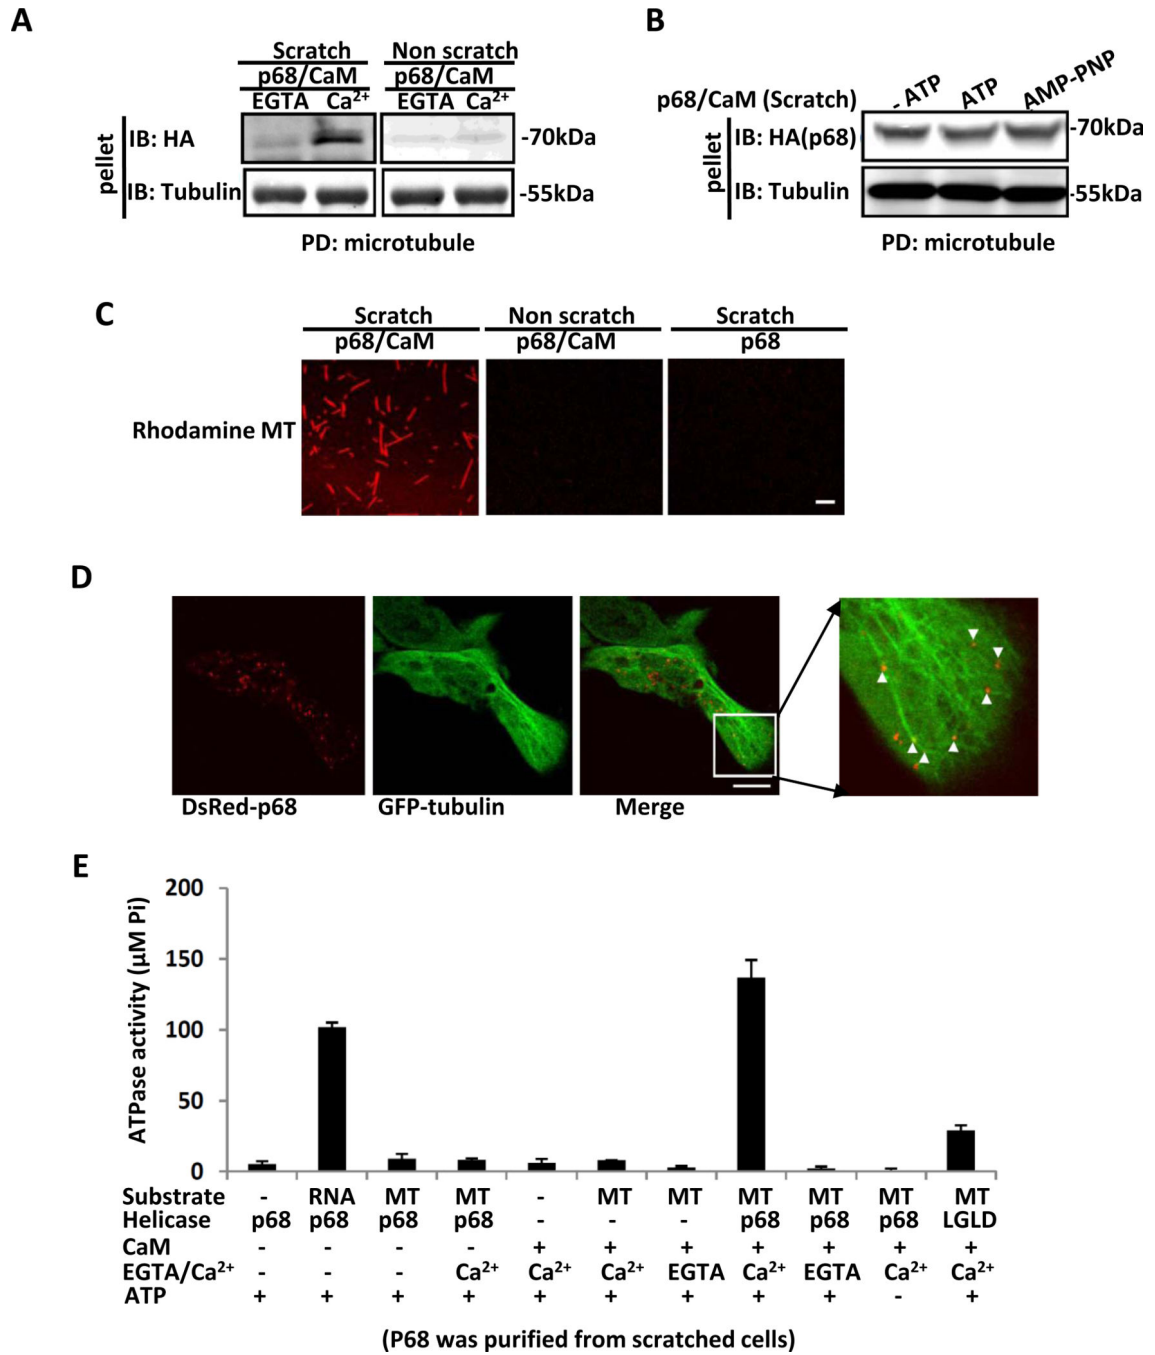 A
Scratch Non scratch
p68/CaM p68/CaM
EGTA Ca²⁺ EGTA Ca²⁺
pellet
IB: HA -70kDa
IB: Tubulin -55kDa
PD: microtubule
B
p68/CaM (Scratch) - ATP ATP AMP-PNP
pellet
IB: HA(p68) -70kDa
IB: Tubulin -55kDa
PD: microtubule
C
Scratch Non scratch Scratch
p68/CaM p68/CaM p68
Rhodamine MT
D
DsRed-p68 GFP-tubulin Merge
E
ATPase activity (µM Pi)
200
150
100
50
0
Substrate - RNA MT MT - MT MT MT MT MT MT
Helicase p68 p68 p68 p68 - - - p68 p68 p68 LGLD
CaM - - - - + + + + + + +
EGTA/Ca²⁺ - - - Ca²⁺ Ca²⁺ Ca²⁺ EGTA Ca²⁺ EGTA Ca²⁺ Ca²⁺
ATP + + + + + + + + + - +
(P68 was purified from scratched cells)